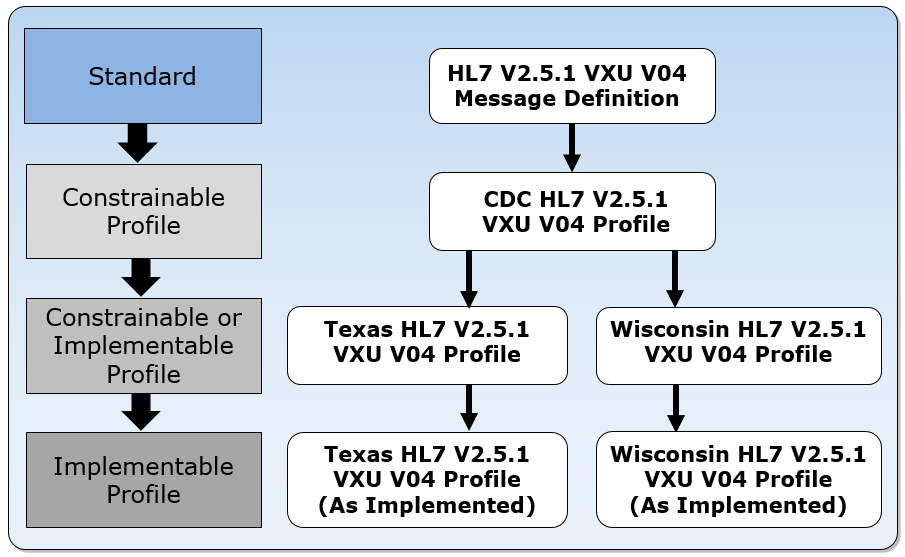 Standard
HL7 V2.5.1 VXU V04
Message Definition
Constrainable
Profile
CDC HL7 V2.5.1
VXU V04 Profile
Constrainable or
Implementable
Profile
Texas HL7 V2.5.1
VXU V04 Profile
Wisconsin HL7 V2.5.1
VXU V04 Profile
Implementable
Profile
Texas HL7 V2.5.1
VXU V04 Profile
(As Implemented)
Wisconsin HL7 V2.5.1
VXU V04 Profile
(As Implemented)